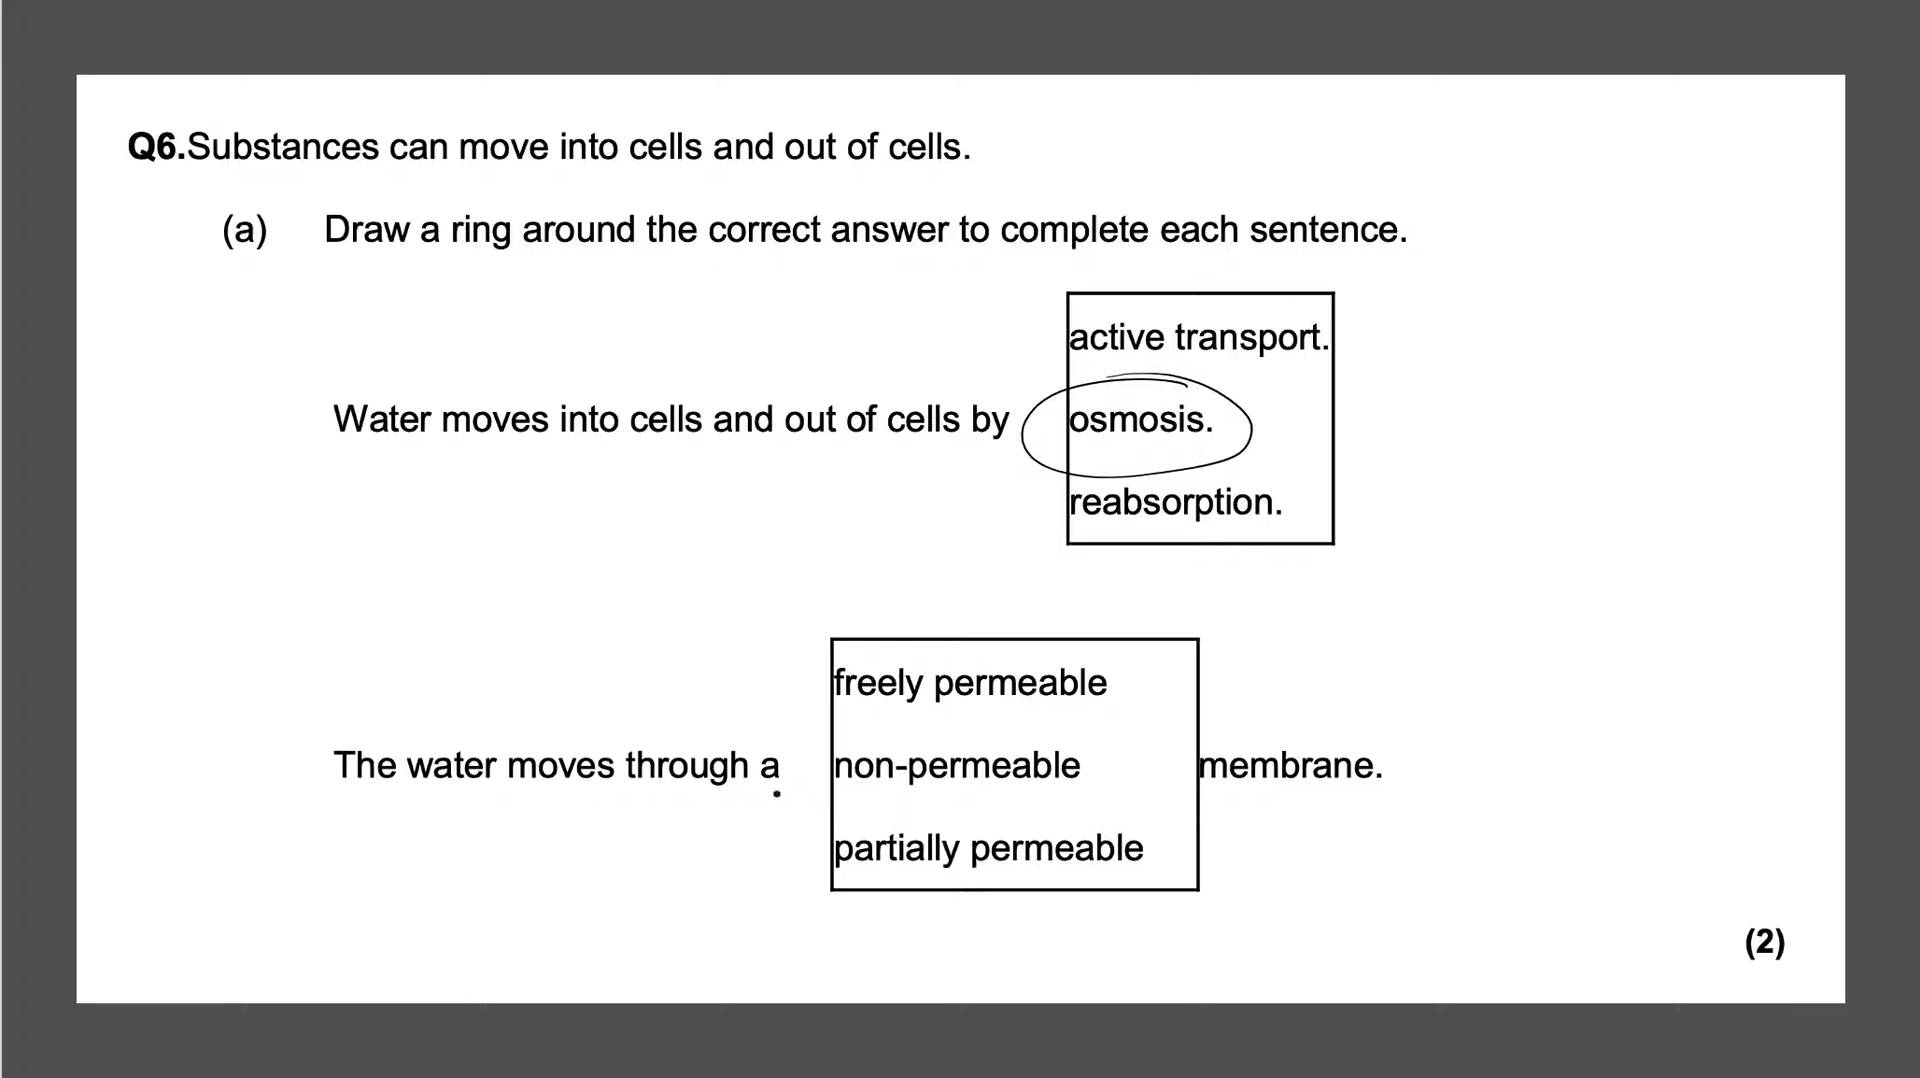 Q6.Substances can move into cells and out of cells.
(a) Draw a ring around the correct answer to complete each sentence.
active transport.
Water moves into cells and out of cells by osmosis.
reabsorption.
freely permeable
The water moves through a non-permeable membrane.
partially permeable
(2)